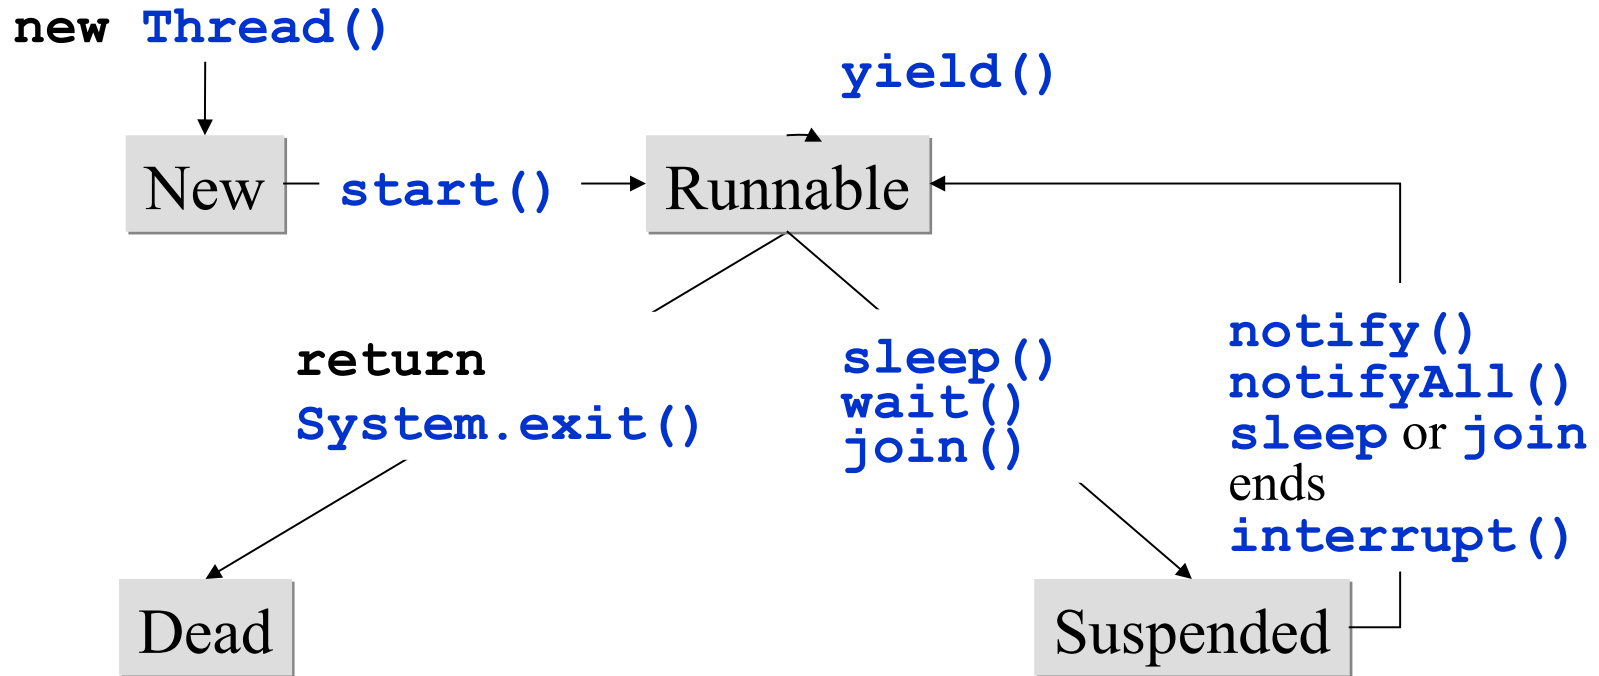 new Thread()
yield()
New
start()
Runnable
return
System.exit()
sleep()
wait()
join()
notify()
notifyAll()
sleep or join
ends
interrupt()
Dead
Suspended